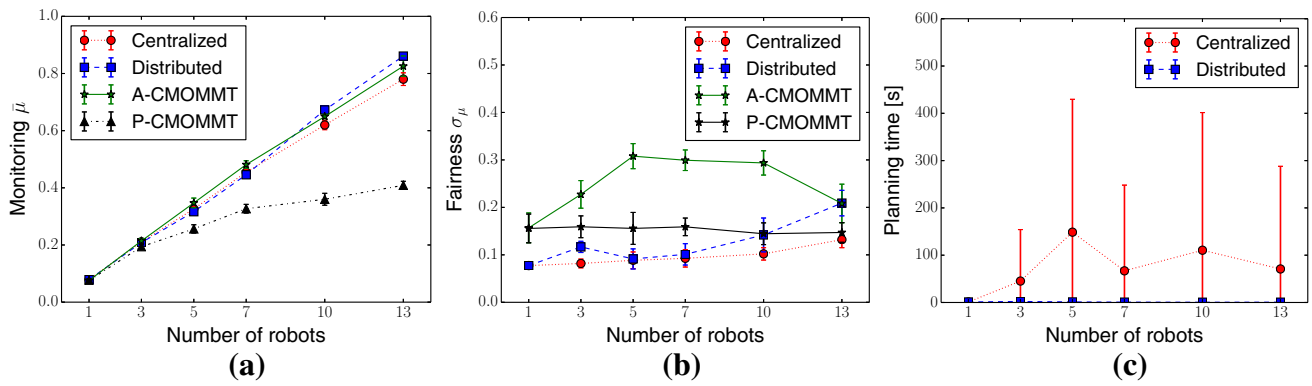 1.0
0.8
0.6
0.4
0.2
0.0
Monitoring μ̄
Centralized
Distributed
A-CMOMMT
P-CMOMMT
1 3 5 7 10 13
Number of robots
(a)
0.6
0.5
0.4
0.3
0.2
0.1
0.0
Fairness σμ
Centralized
Distributed
A-CMOMMT
P-CMOMMT
1 3 5 7 10 13
Number of robots
(b)
600
500
400
300
200
100
0
Planning time [s]
Centralized
Distributed
1 3 5 7 10 13
Number of robots
(c)